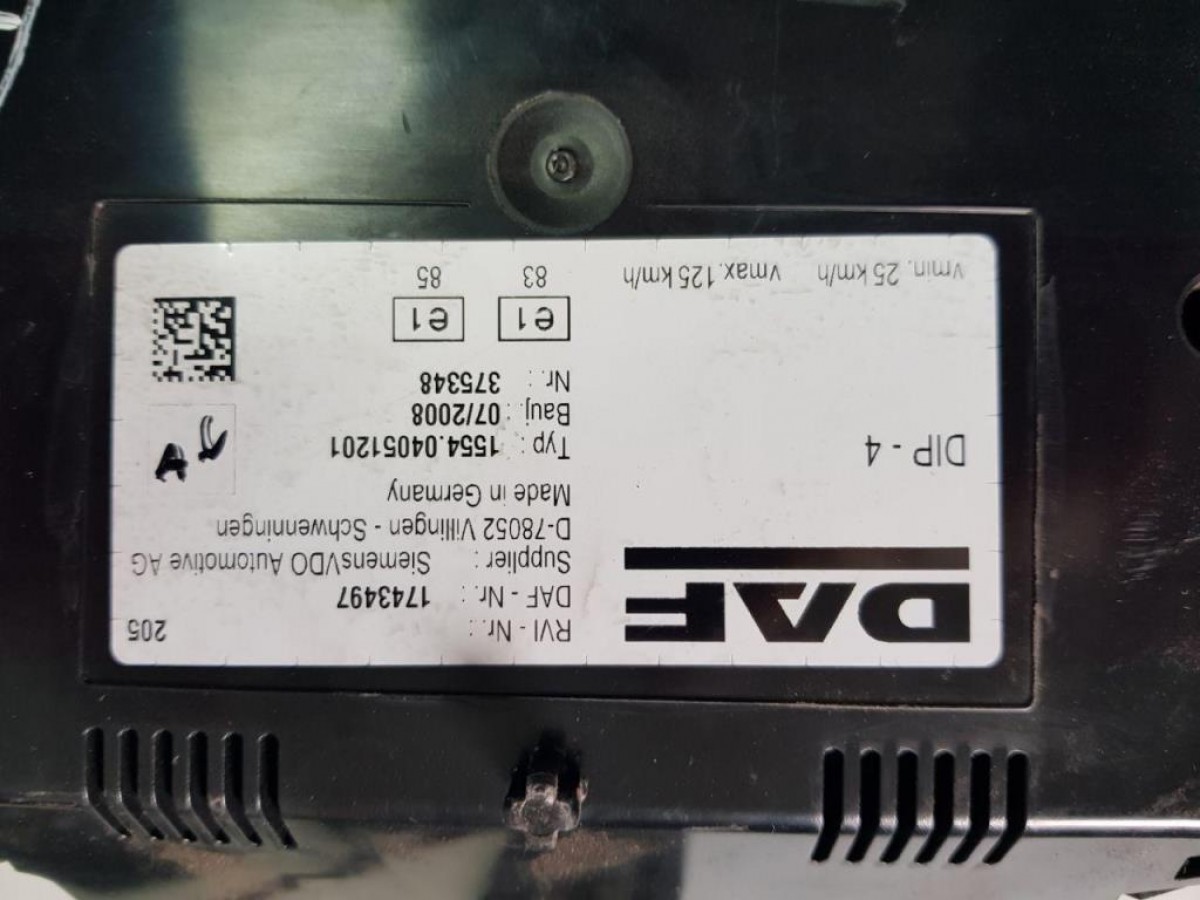 DAF
DIP - 4
vmin. 25 km/h vmax. 125 km/h
RVI - Nr. : 205
DAF - Nr. : 1743497
Supplier : SiemensVDO Automotive AG
D-78052 Villingen - Schwenningen
Made in Germany
Typ : 1554.04051201
Bauj. : 07/2008
Nr. : 375348
e1 e1
83 85